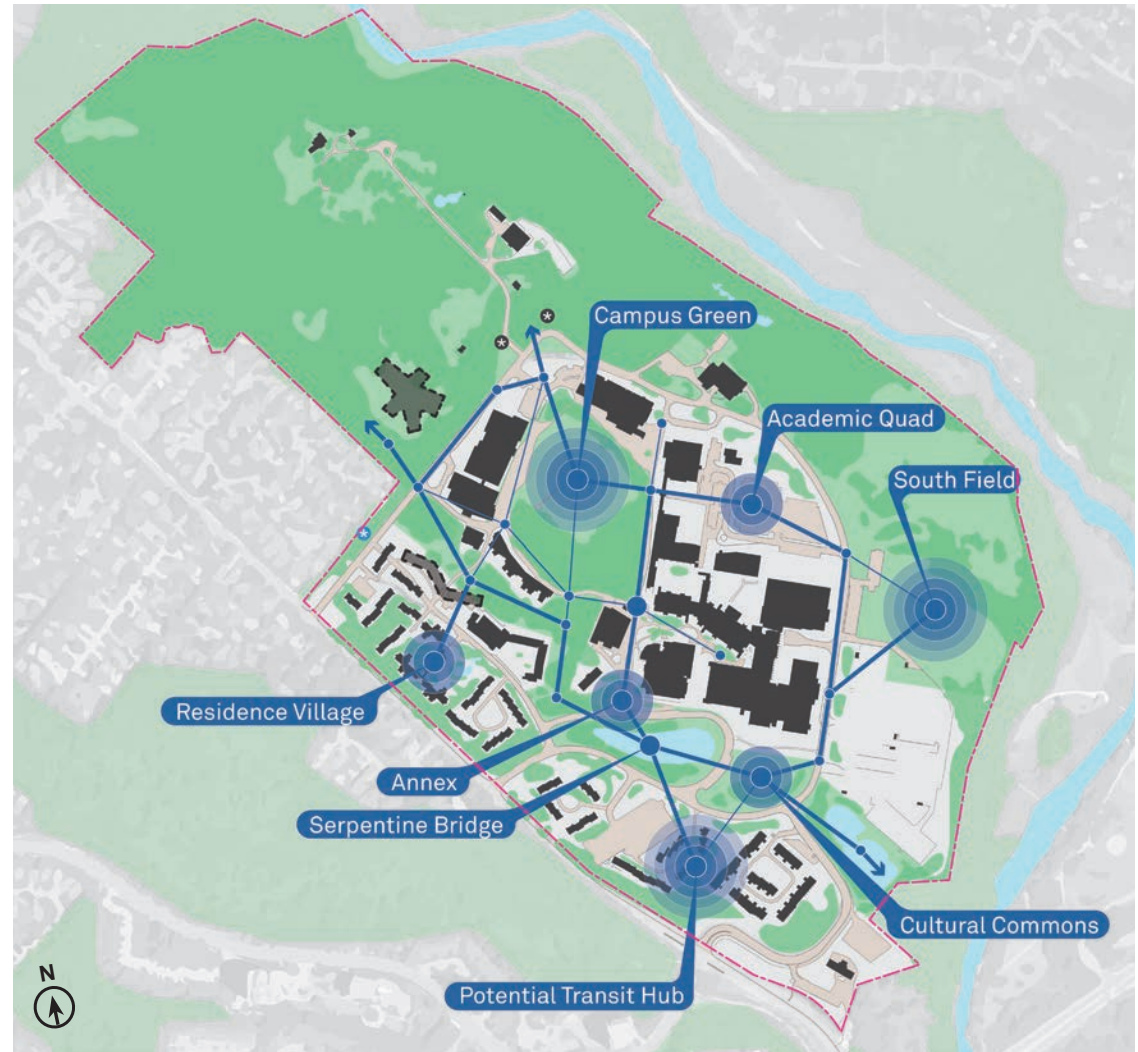 Campus Green
Academic Quad
South Field
Residence Village
Annex
Serpentine Bridge
Cultural Commons
Potential Transit Hub
N